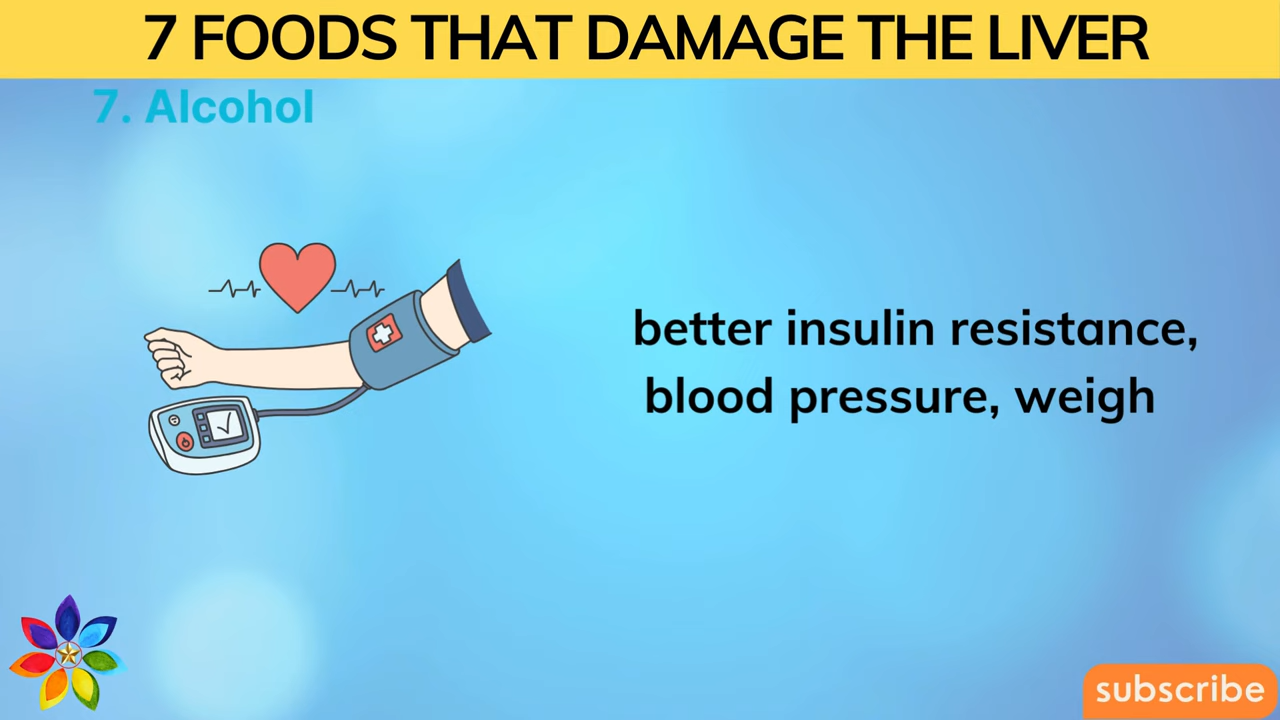 7 FOODS THAT DAMAGE THE LIVER
7. Alcohol
better insulin resistance,
blood pressure, weigh
subscribe